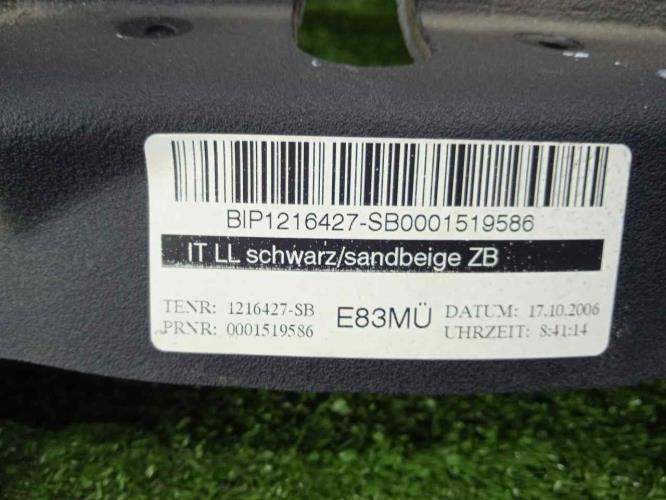 BIP1216427-SB0001519586
IT LL schwarz/sandbeige ZB
TENR: 1216427-SB E83MÜ DATUM: 17.10.2006
PRNR: 0001519586 UHRZEIT: 8:41:14